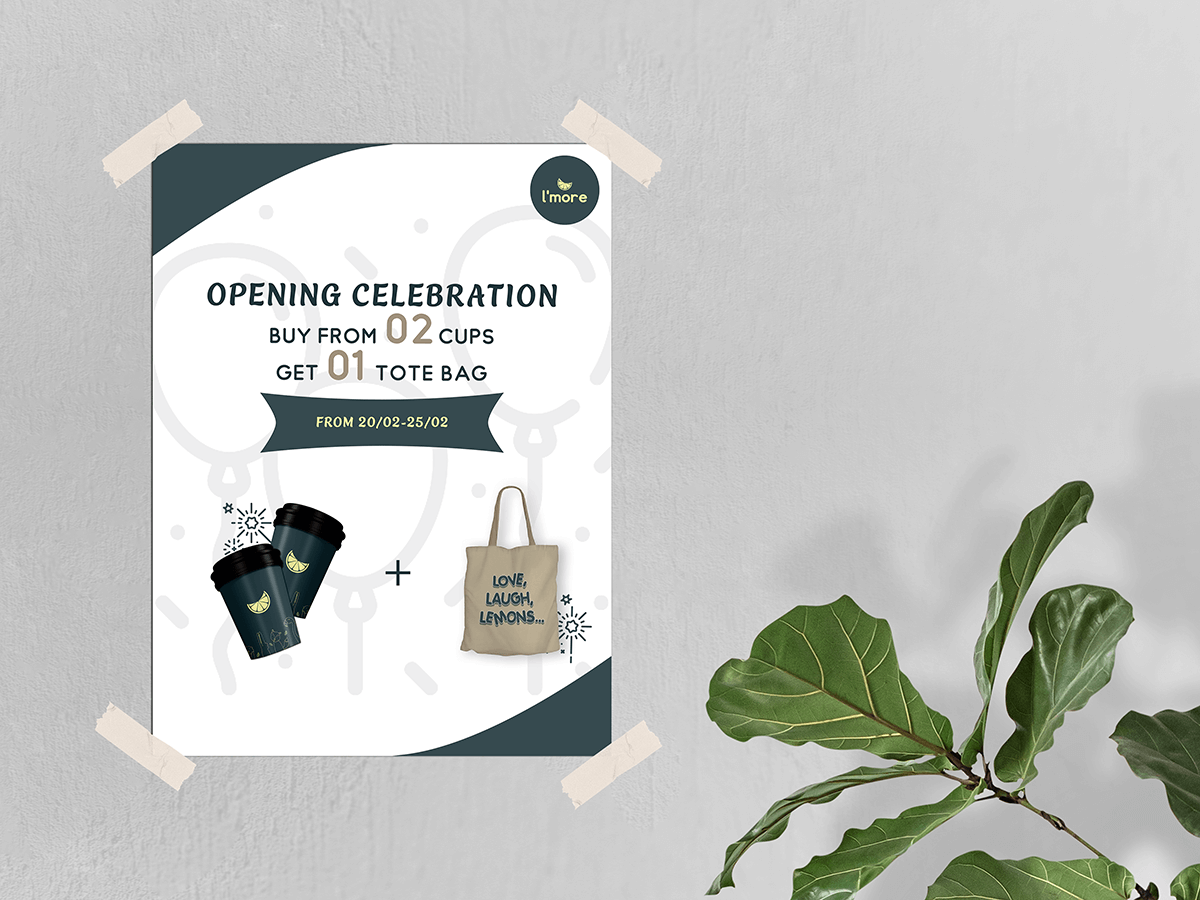 l'more
OPENING CELEBRATION
BUY FROM 02 CUPS
GET 01 TOTE BAG
FROM 20/02-25/02
LOVE,
LAUGH,
LEMONS...